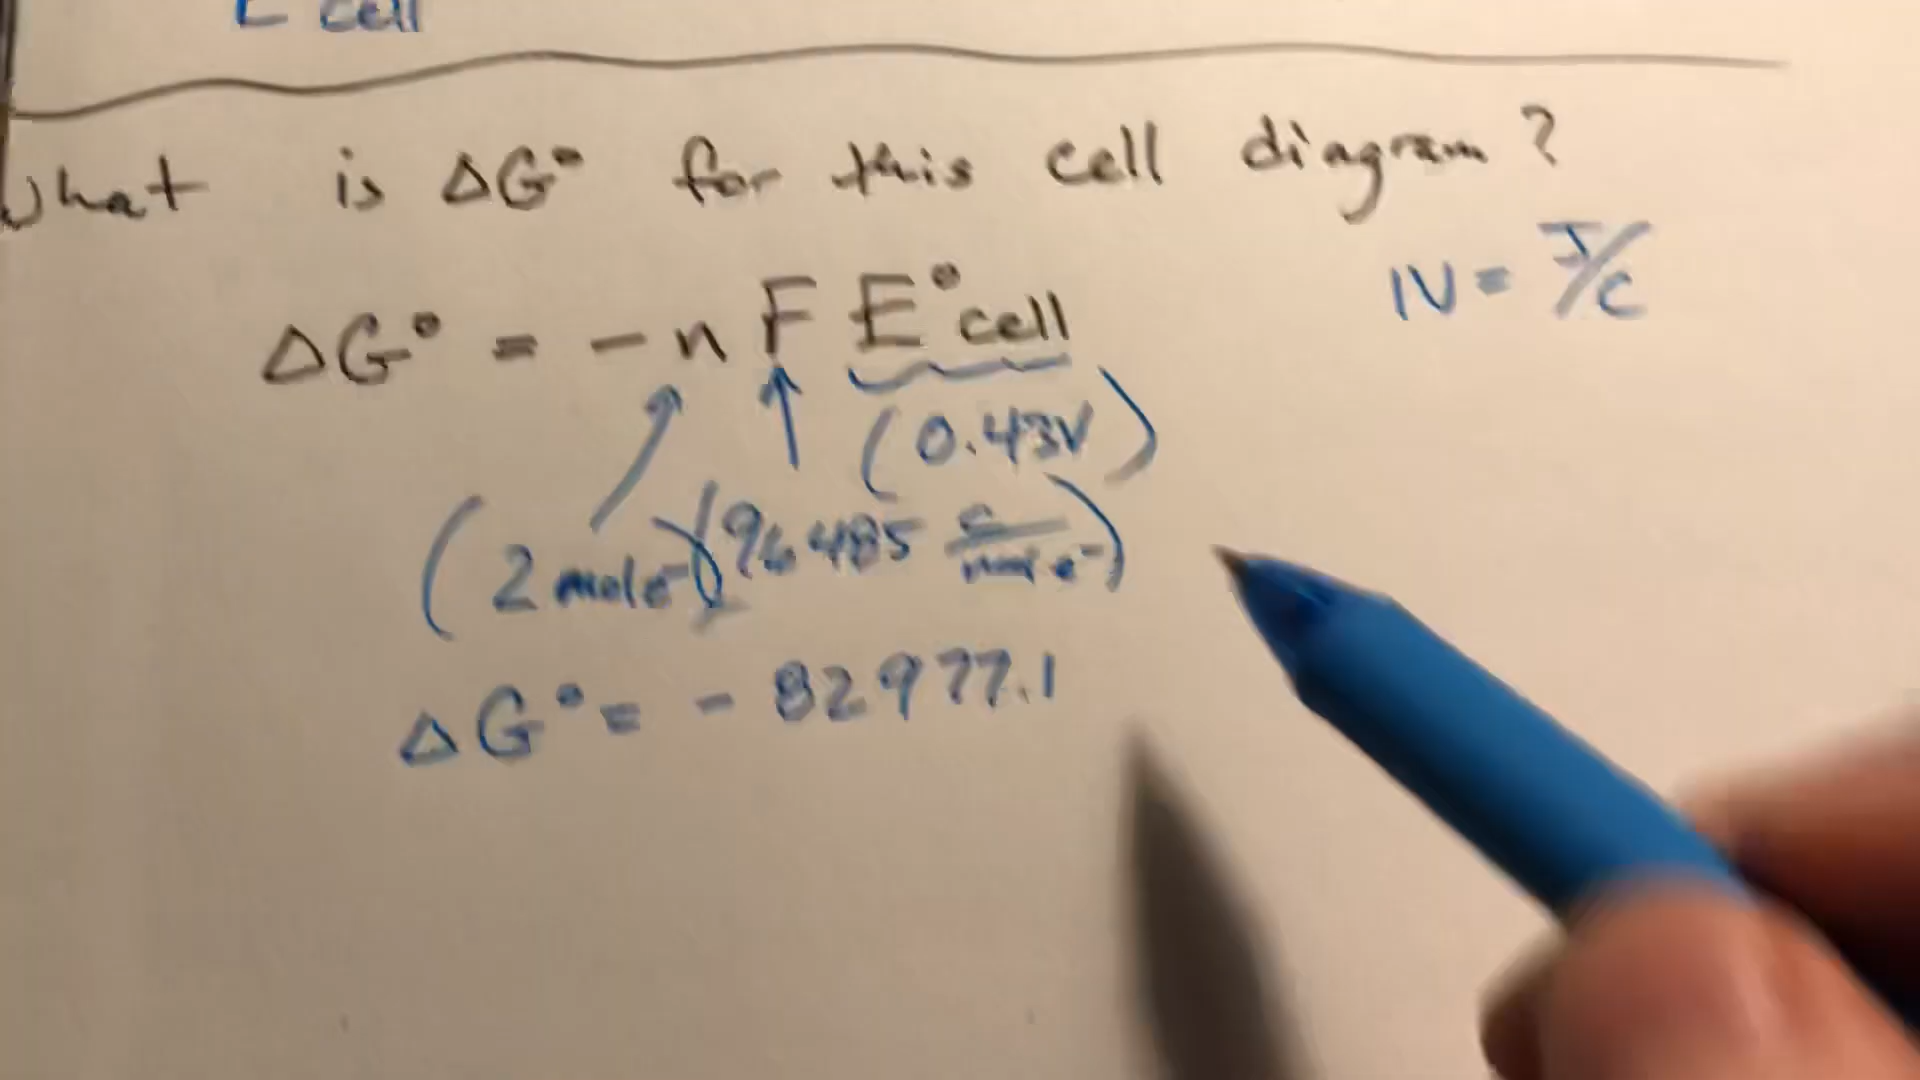 E cell
What is ΔG° for this cell diagram?
1V = J/C
ΔG° = -n F E°cell
(0.43V)
(2 mole⁻)(96485 C/mol e⁻)
ΔG° = - 82977.1